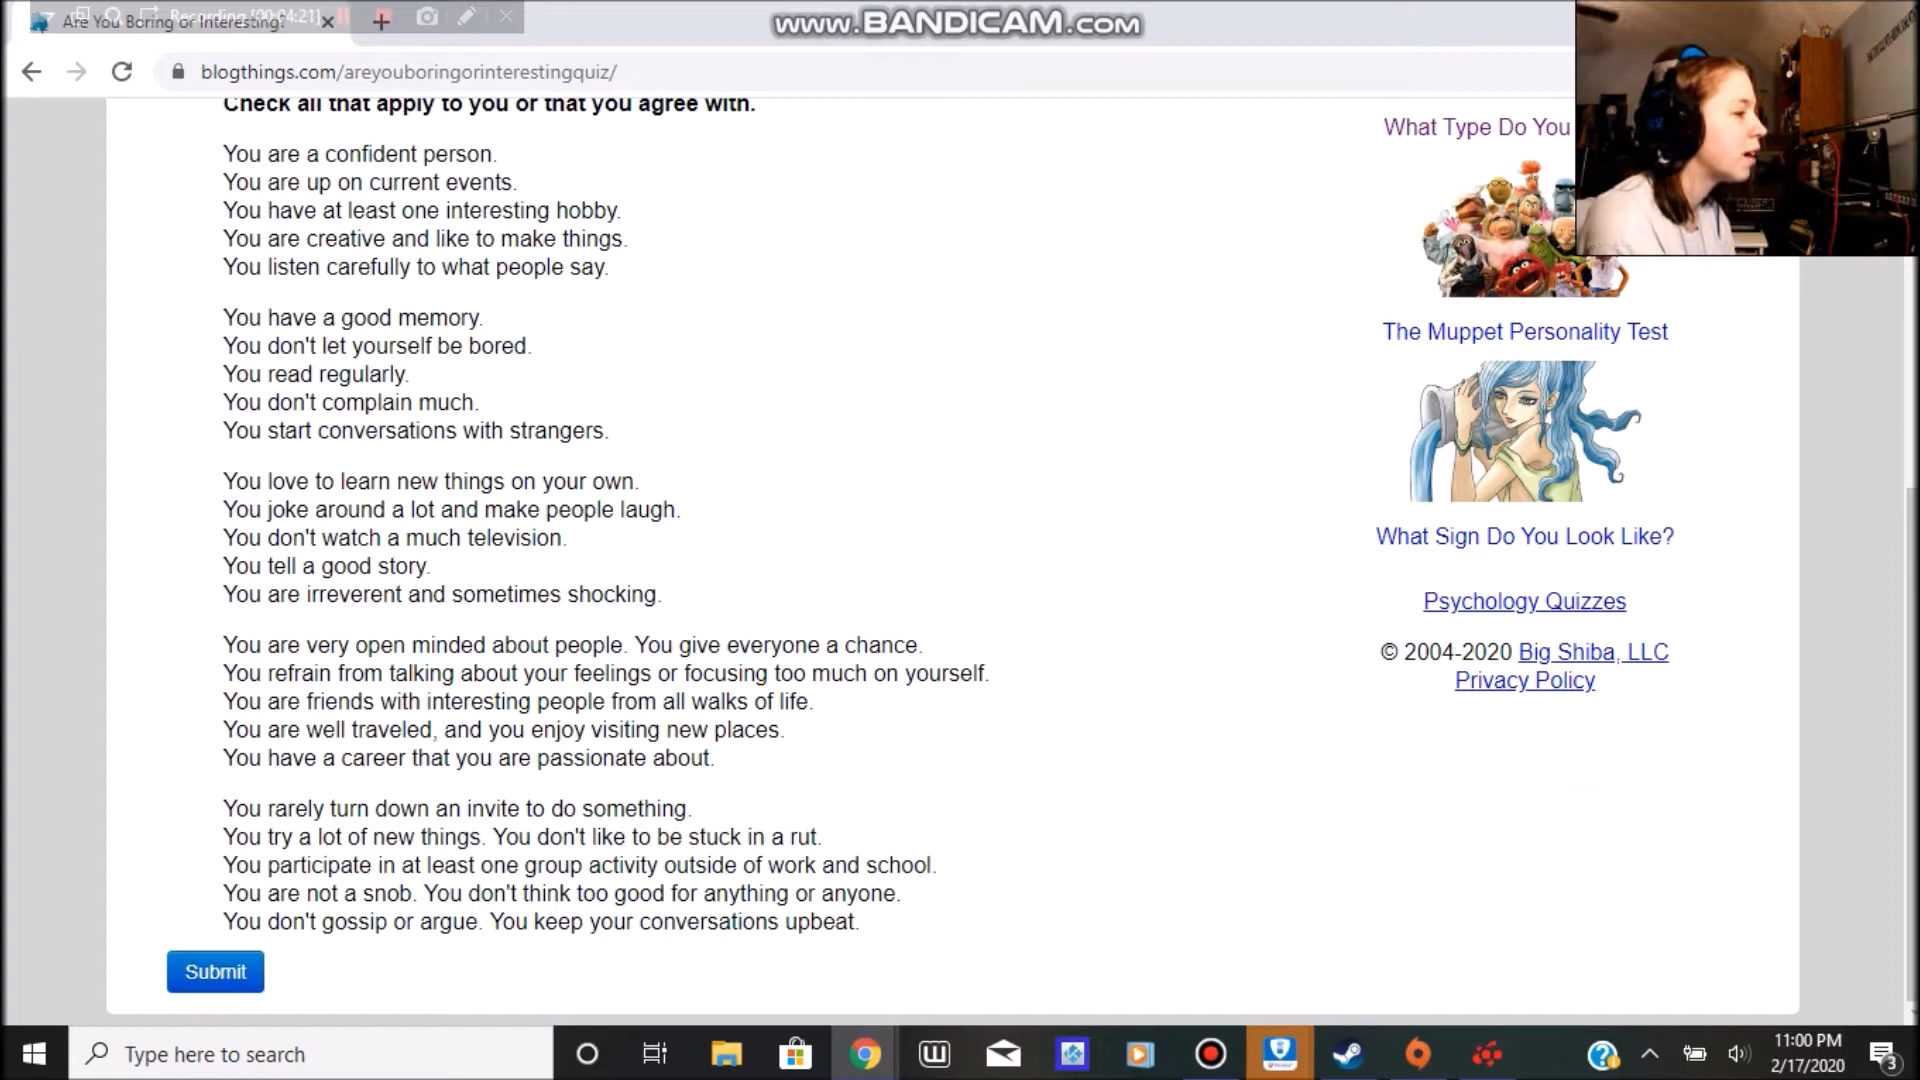 Recording [00:04:21]
Are You Boring or Interesting?
www.BANDICAM.com
blogthings.com/areyouboringorinterestingquiz/
Check all that apply to you or that you agree with.
You are a confident person.
You are up on current events.
You have at least one interesting hobby.
You are creative and like to make things.
You listen carefully to what people say.
You have a good memory.
You don't let yourself be bored.
You read regularly.
You don't complain much.
You start conversations with strangers.
You love to learn new things on your own.
You joke around a lot and make people laugh.
You don't watch a much television.
You tell a good story.
You are irreverent and sometimes shocking.
You are very open minded about people. You give everyone a chance.
You refrain from talking about your feelings or focusing too much on yourself.
You are friends with interesting people from all walks of life.
You are well traveled, and you enjoy visiting new places.
You have a career that you are passionate about.
You rarely turn down an invite to do something.
You try a lot of new things. You don't like to be stuck in a rut.
You participate in at least one group activity outside of work and school.
You are not a snob. You don't think too good for anything or anyone.
You don't gossip or argue. You keep your conversations upbeat.
Submit
What Type Do You
The Muppet Personality Test
What Sign Do You Look Like?
Psychology Quizzes
© 2004-2020 Big Shiba, LLC
Privacy Policy
Type here to search
11:00 PM
2/17/2020
3